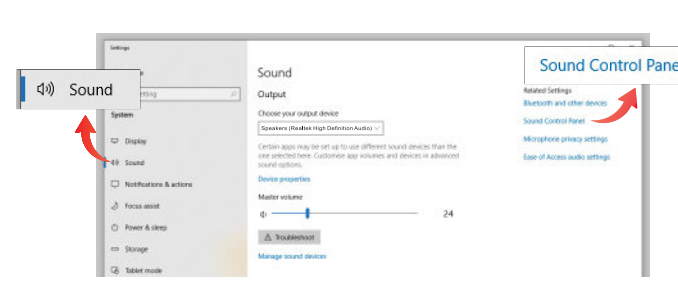 Settings
Sound
Sound Control Pane
System
Display
Sound
Notifications & actions
Focus assist
Power & sleep
Storage
Tablet mode
Sound
Output
Choose your output device
Speakers (Realtek High Definition Audio)
Certain apps may be set up to use different sound devices than the
one selected here. Customise app volumes and devices in advanced
sound options.
Device properties
Master volume
24
Troubleshoot
Manage sound devices
Related Settings
Bluetooth and other devices
Sound Control Panel
Microphone privacy settings
Ease of Access audio settings